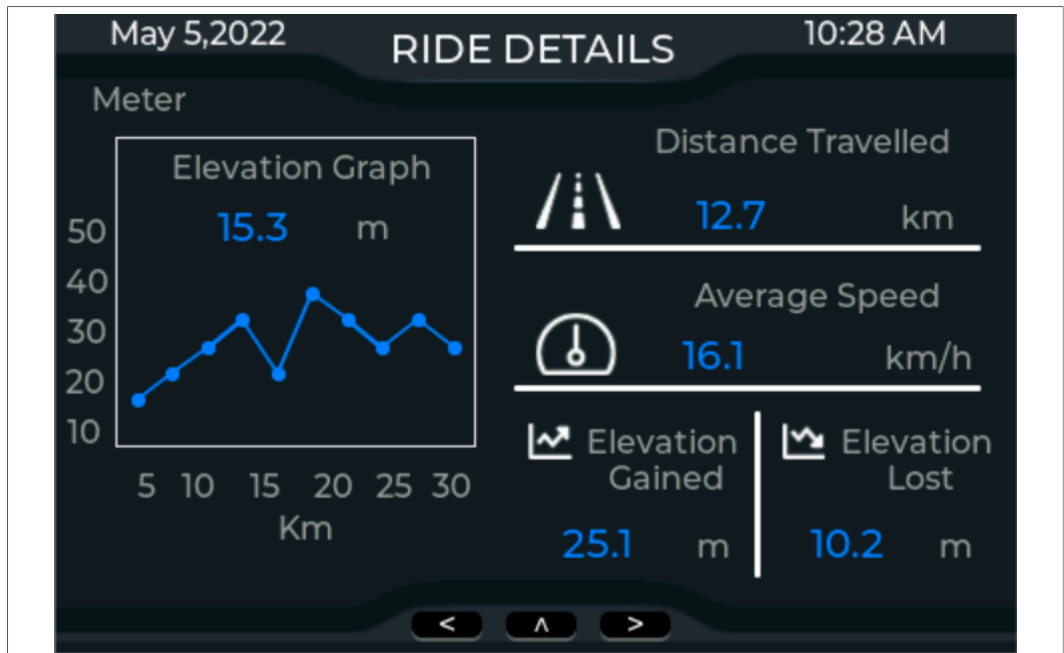 May 5,2022
RIDE DETAILS
10:28 AM
Meter
Elevation Graph
15.3 m
50
40
30
20
10
5 10 15 20 25 30
Km
Distance Travelled
12.7 km
Average Speed
16.1 km/h
Elevation
Gained
25.1 m
Elevation
Lost
10.2 m
< ʌ >